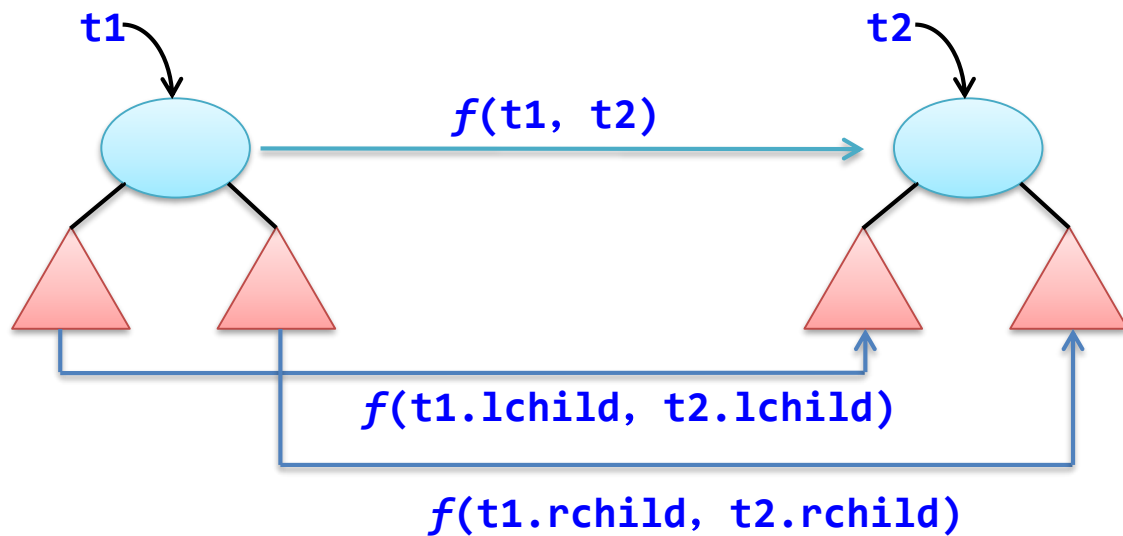 t1
t2
f(t1, t2)
f(t1.lchild, t2.lchild)
f(t1.rchild, t2.rchild)